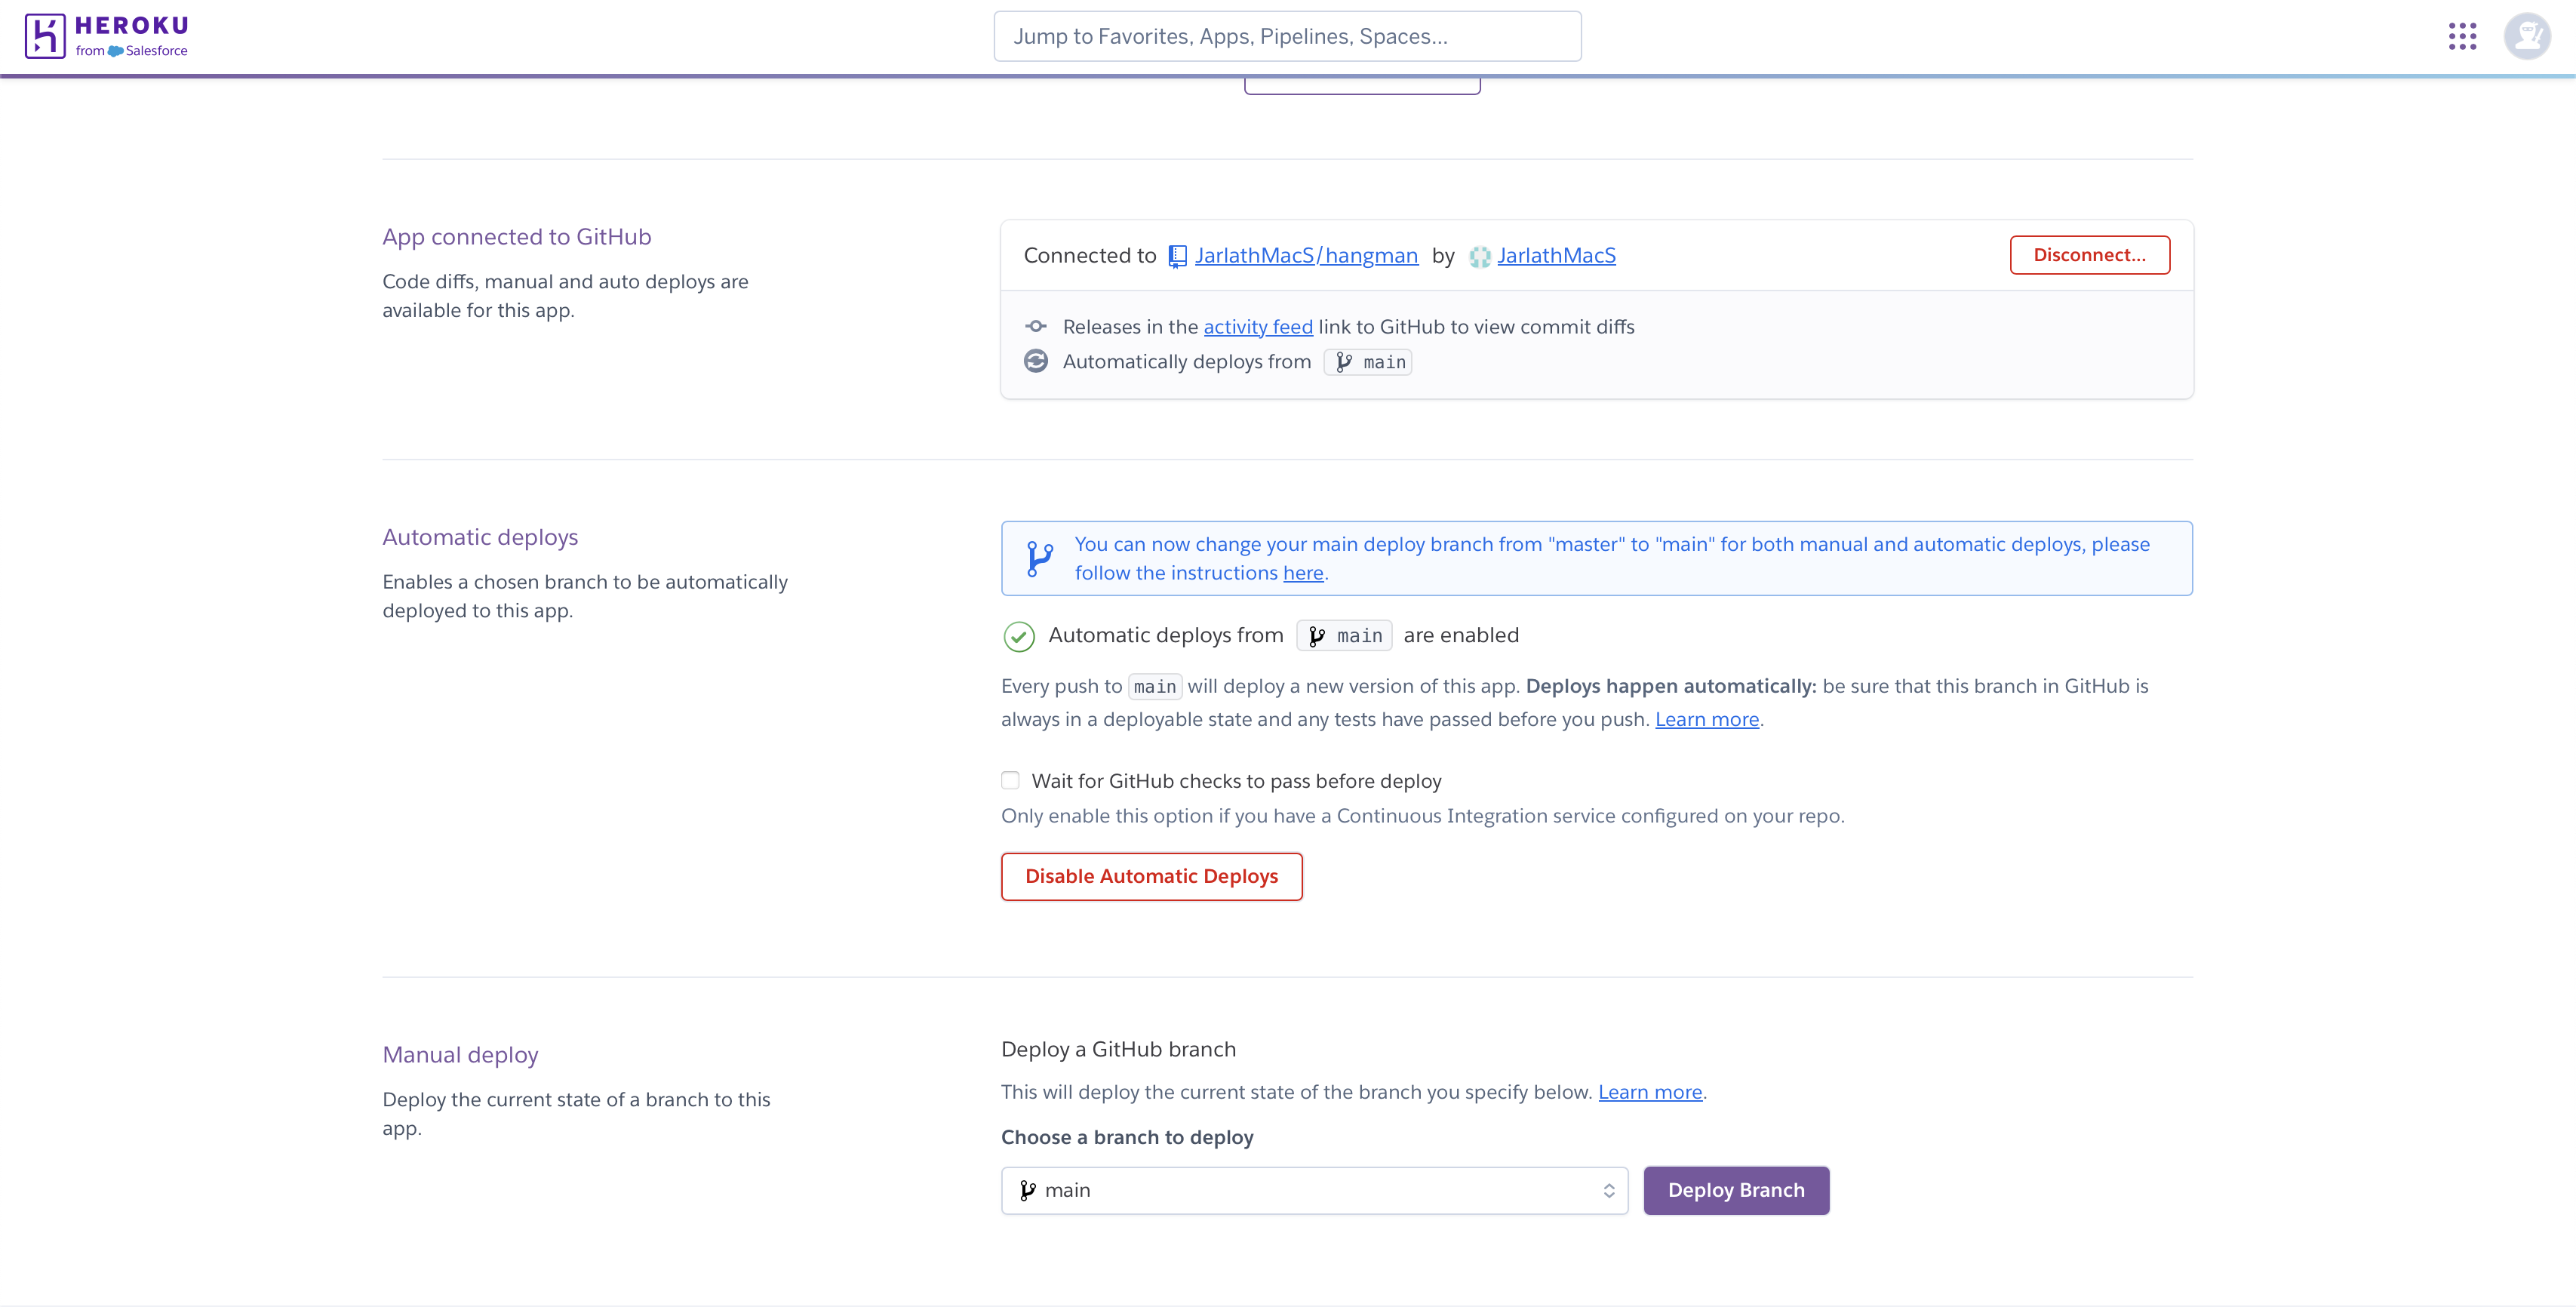 HEROKU
from Salesforce
Jump to Favorites, Apps, Pipelines, Spaces...
App connected to GitHub
Code diffs, manual and auto deploys are
available for this app.
Connected to JarlathMacS/hangman by JarlathMacS
Disconnect...
Releases in the activity feed link to GitHub to view commit diffs
Automatically deploys from main
Automatic deploys
Enables a chosen branch to be automatically
deployed to this app.
You can now change your main deploy branch from "master" to "main" for both manual and automatic deploys, please
follow the instructions here.
Automatic deploys from main are enabled
Every push to main will deploy a new version of this app. Deploys happen automatically: be sure that this branch in GitHub is
always in a deployable state and any tests have passed before you push. Learn more.
Wait for GitHub checks to pass before deploy
Only enable this option if you have a Continuous Integration service configured on your repo.
Disable Automatic Deploys
Manual deploy
Deploy the current state of a branch to this
app.
Deploy a GitHub branch
This will deploy the current state of the branch you specify below. Learn more.
Choose a branch to deploy
main
Deploy Branch